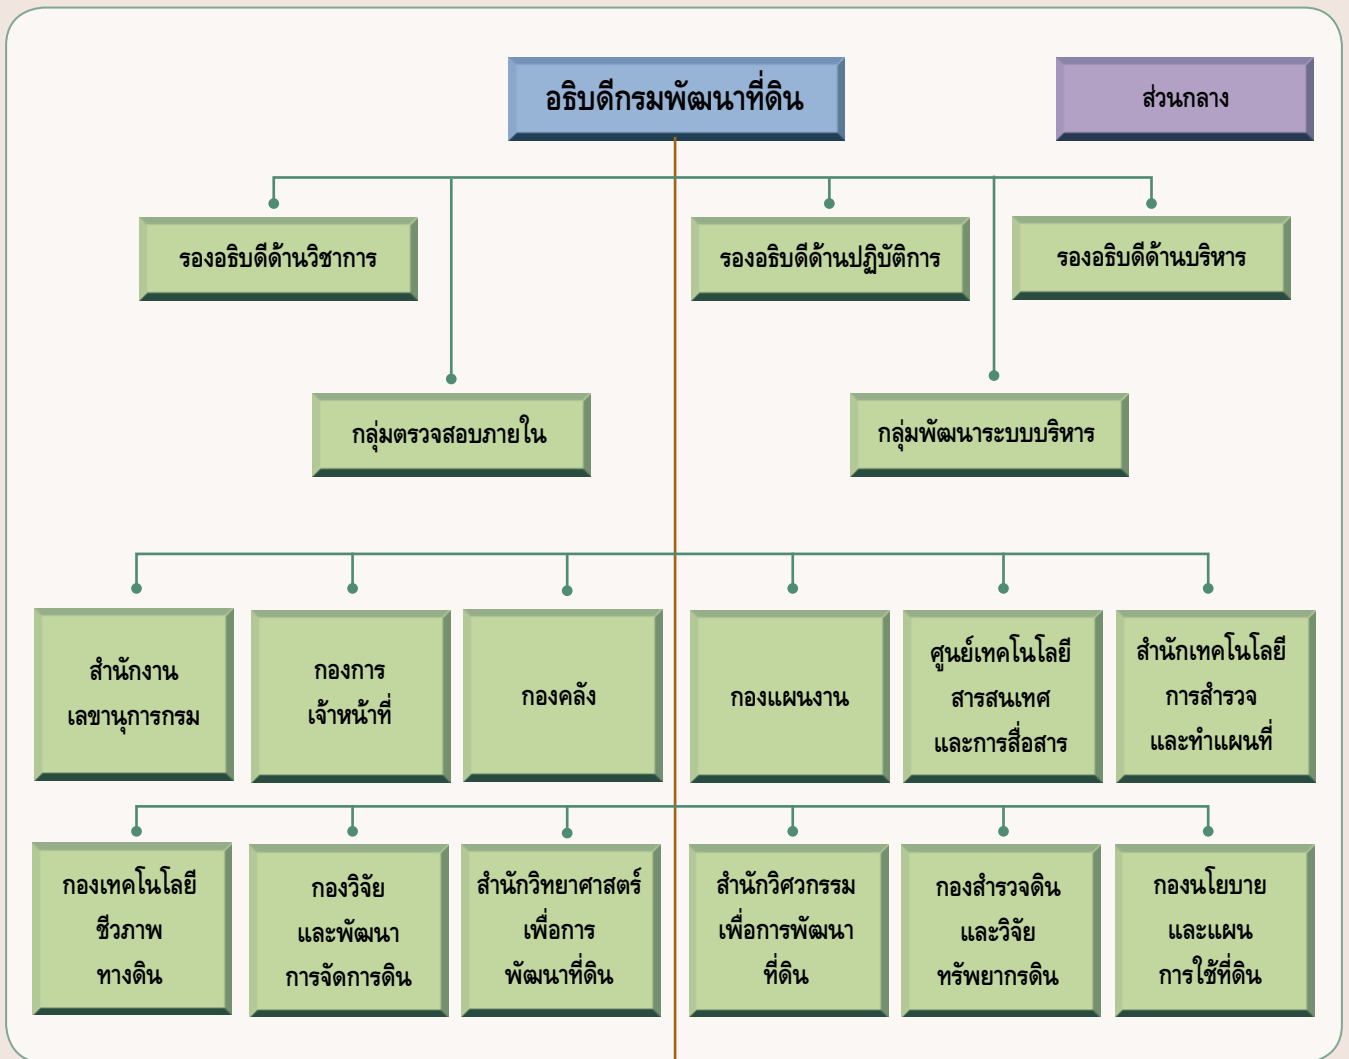 อธิบดีกรมพัฒนาที่ดิน
ส่วนกลาง
รองอธิบดีด้านวิชาการ
รองอธิบดีด้านปฏิบัติการ
รองอธิบดีด้านบริหาร
กลุ่มตรวจสอบภายใน
กลุ่มพัฒนาระบบบริหาร
สำนักงาน
เลขานุการกรม
กองการ
เจ้าหน้าที่
กองคลัง
กองแผนงาน
ศูนย์เทคโนโลยี
สารสนเทศ
และการสื่อสาร
สำนักเทคโนโลยี
การสำรวจ
และทำแผนที่
กองเทคโนโลยี
ชีวภาพ
ทางดิน
กองวิจัย
และพัฒนา
การจัดการดิน
สำนักวิทยาศาสตร์
เพื่อการ
พัฒนาที่ดิน
สำนักวิศวกรรม
เพื่อการพัฒนา
ที่ดิน
กองสำรวจดิน
และวิจัย
ทรัพยากรดิน
กองนโยบาย
และแผน
การใช้ที่ดิน